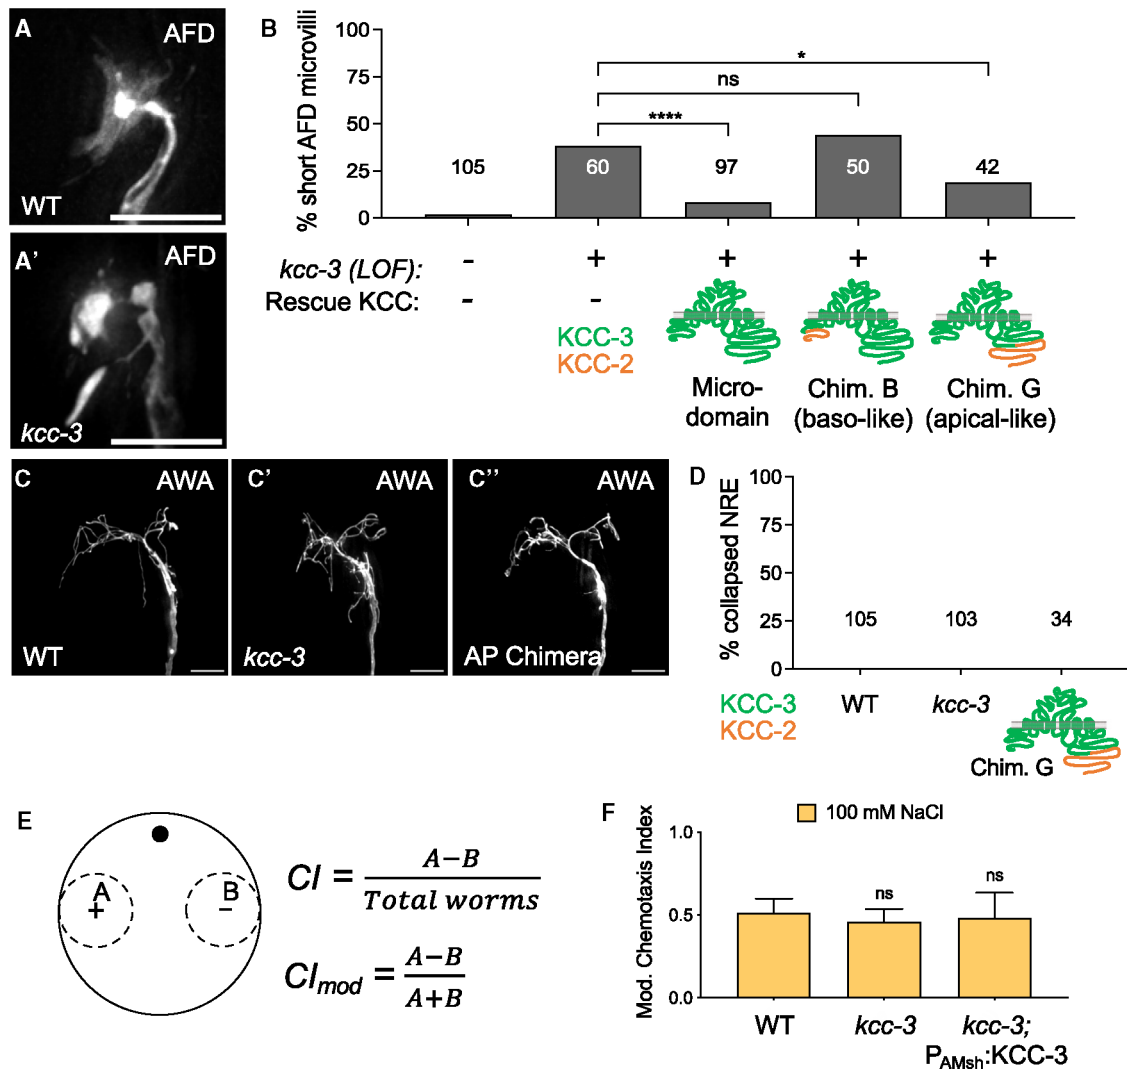 A
AFD
WT
A'
AFD
kcc-3
B
% short AFD microvilli
100
75
50
25
0
*
ns
****
105
60
97
50
42
kcc-3 (LOF):
-
+
+
+
+
Rescue KCC:
-
-
KCC-3
KCC-2
Micro-
domain
Chim. B
(baso-like)
Chim. G
(apical-like)
C
AWA
WT
C'
AWA
kcc-3
C''
AWA
AP Chimera
D
% collapsed NRE
100
75
50
25
0
105
103
34
KCC-3
KCC-2
WT
kcc-3
Chim. G
E
A
+
B
−
CI = A−B / Total worms
CImod = A−B / A+B
F
100 mM NaCl
Mod. Chemotaxis Index
1.0
0.5
0.0
ns
ns
WT
kcc-3
kcc-3;
PAMsh:KCC-3